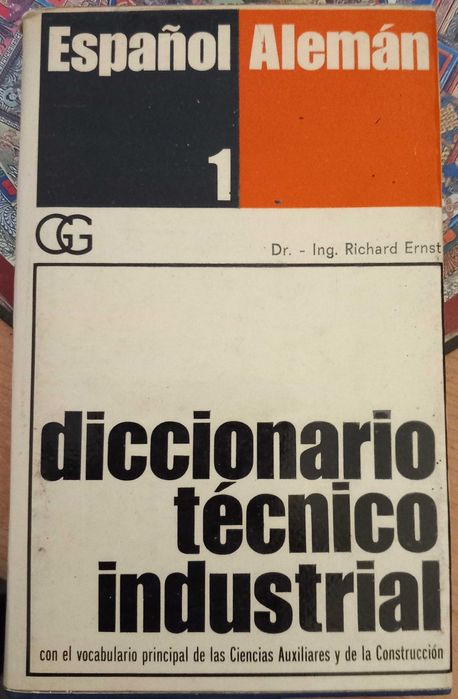 Español Alemán
1
GG
Dr. - Ing. Richard Ernst
diccionario
técnico
industrial
con el vocabulario principal de las Ciencias Auxiliares y de la Construcción